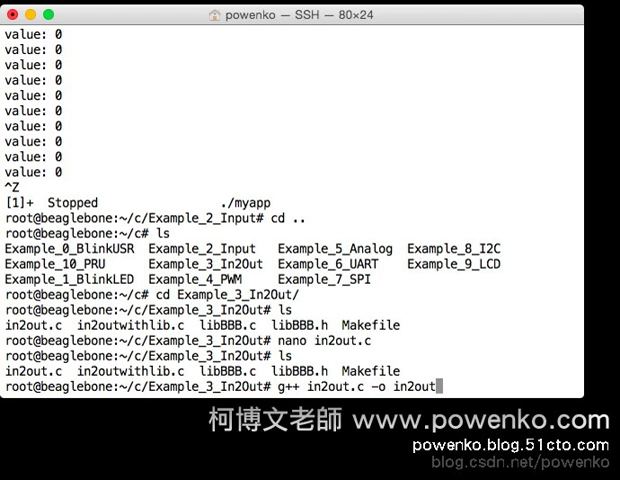 powenko — SSH — 80×24
value: 0
value: 0
value: 0
value: 0
value: 0
value: 0
value: 0
value: 0
value: 0
value: 0
^Z
[1]+  Stopped                 ./myapp
root@beaglebone:~/c/Example_2_Input# cd ..
root@beaglebone:~/c# ls
Example_0_BlinkUSR  Example_2_Input   Example_5_Analog  Example_8_I2C
Example_10_PRU      Example_3_In2Out  Example_6_UART    Example_9_LCD
Example_1_BlinkLED  Example_4_PWM     Example_7_SPI
root@beaglebone:~/c# cd Example_3_In2Out/
root@beaglebone:~/c/Example_3_In2Out# ls
in2out.c  in2outwithlib.c  libBBB.c  libBBB.h  Makefile
root@beaglebone:~/c/Example_3_In2Out# nano in2out.c
root@beaglebone:~/c/Example_3_In2Out# ls
in2out.c  in2outwithlib.c  libBBB.c  libBBB.h  Makefile
root@beaglebone:~/c/Example_3_In2Out# g++ in2out.c -o in2out
柯博文老師 www.powenko.com
powenko.blog.51cto.com
blog.csdn.net/powenko